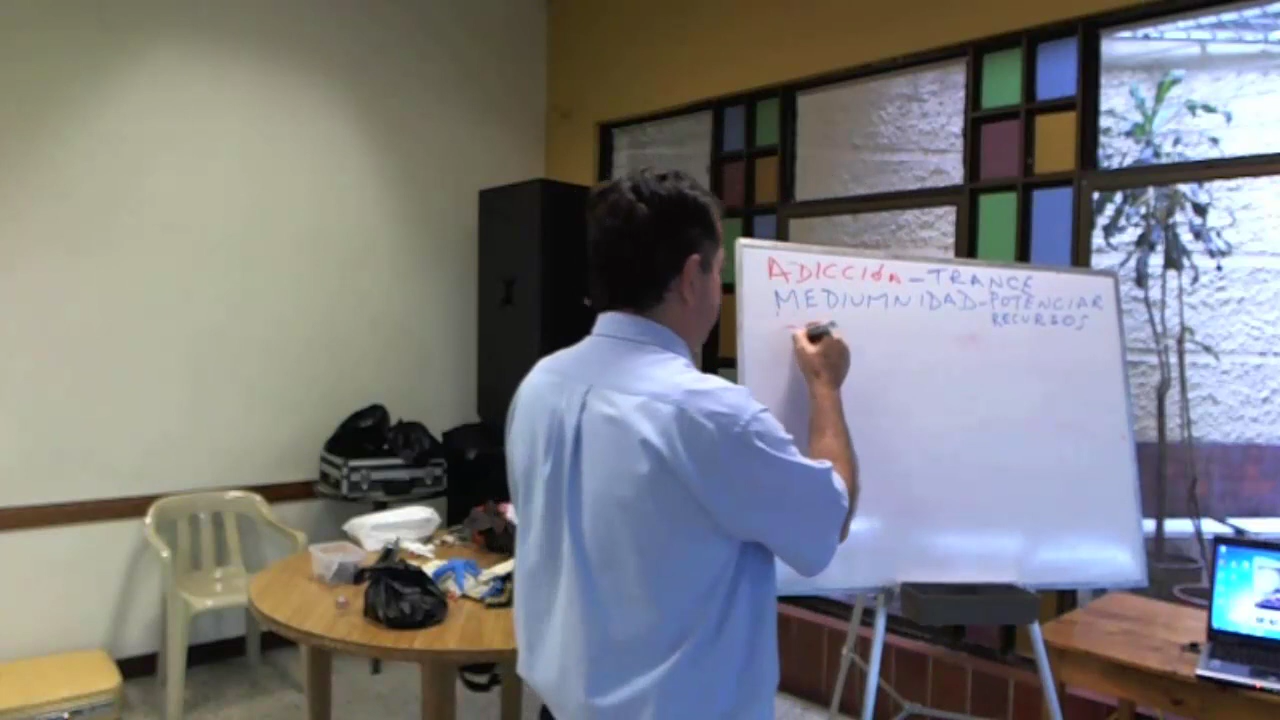 ADICCIÓN - TRANCE
MEDIUMNIDAD - POTENCIAR
RECURSOS